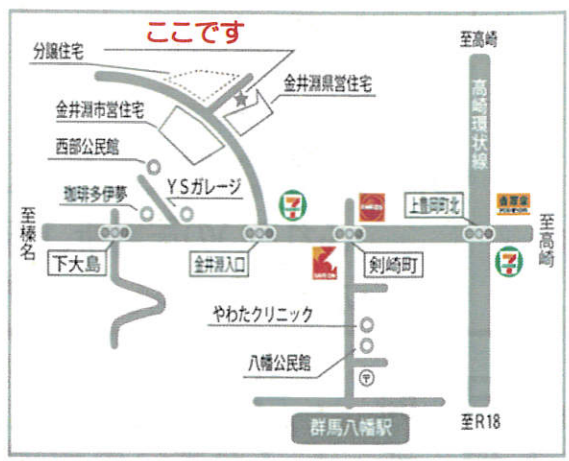 ここです
分譲住宅
至高崎
金井淵県営住宅
金井淵市営住宅
高崎環状線
西部公民館
YSガレージ
珈琲多伊夢
上豊岡町北
吉野家
至榛名
至高崎
下大島
金井淵入口
剣崎町
やわたクリニック
八幡公民館
〒
群馬八幡駅
至R18